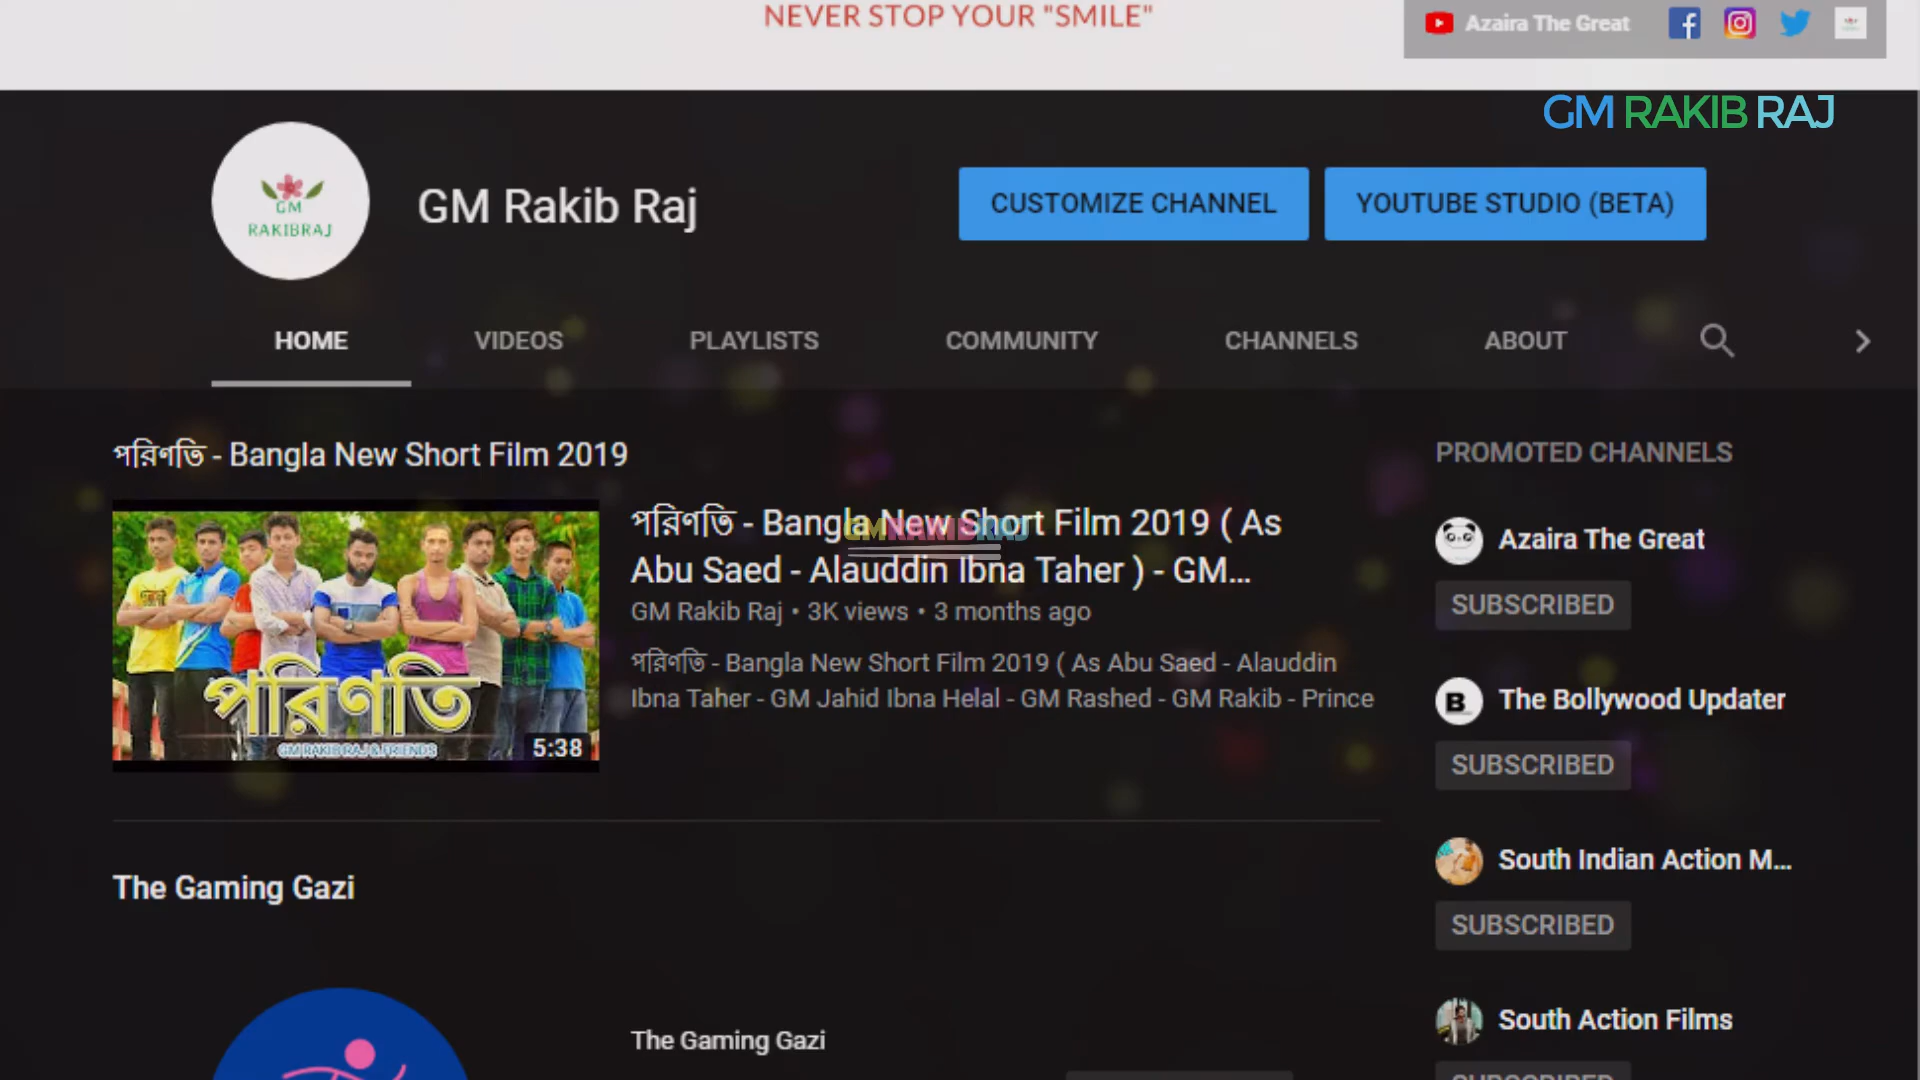 NEVER STOP YOUR "SMILE"
Azaira The Great
GM RAKIB RAJ
GM
RAKIBRAJ
GM Rakib Raj
CUSTOMIZE CHANNEL
YOUTUBE STUDIO (BETA)
HOME
VIDEOS
PLAYLISTS
COMMUNITY
CHANNELS
ABOUT
পরিণতি - Bangla New Short Film 2019
পরিণতি
GM RAKIB RAJ & FRIENDS
5:38
পরিণতি - Bangla New Short Film 2019 ( As
Abu Saed - Alauddin Ibna Taher ) - GM...
GMRAKIBRAJ
GM Rakib Raj • 3K views • 3 months ago
পরিণতি - Bangla New Short Film 2019 ( As Abu Saed - Alauddin
Ibna Taher - GM Jahid Ibna Helal - GM Rashed - GM Rakib - Prince
PROMOTED CHANNELS
Azaira The Great
SUBSCRIBED
B
The Bollywood Updater
SUBSCRIBED
South Indian Action M...
SUBSCRIBED
South Action Films
The Gaming Gazi
The Gaming Gazi